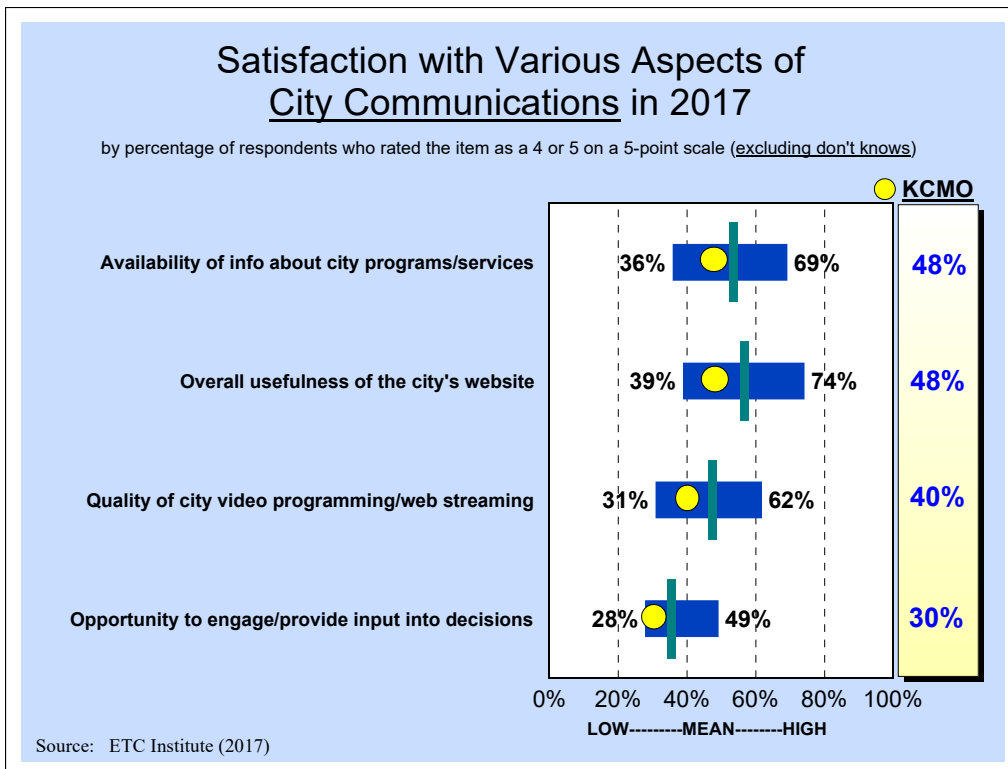 Satisfaction with Various Aspects of
City Communications in 2017
by percentage of respondents who rated the item as a 4 or 5 on a 5-point scale (excluding don't knows)
KCMO
Availability of info about city programs/services 36% 69% 48%
Overall usefulness of the city's website 39% 74% 48%
Quality of city video programming/web streaming 31% 62% 40%
Opportunity to engage/provide input into decisions 28% 49% 30%
0% 20% 40% 60% 80% 100%
LOW---------MEAN--------HIGH
Source: ETC Institute (2017)